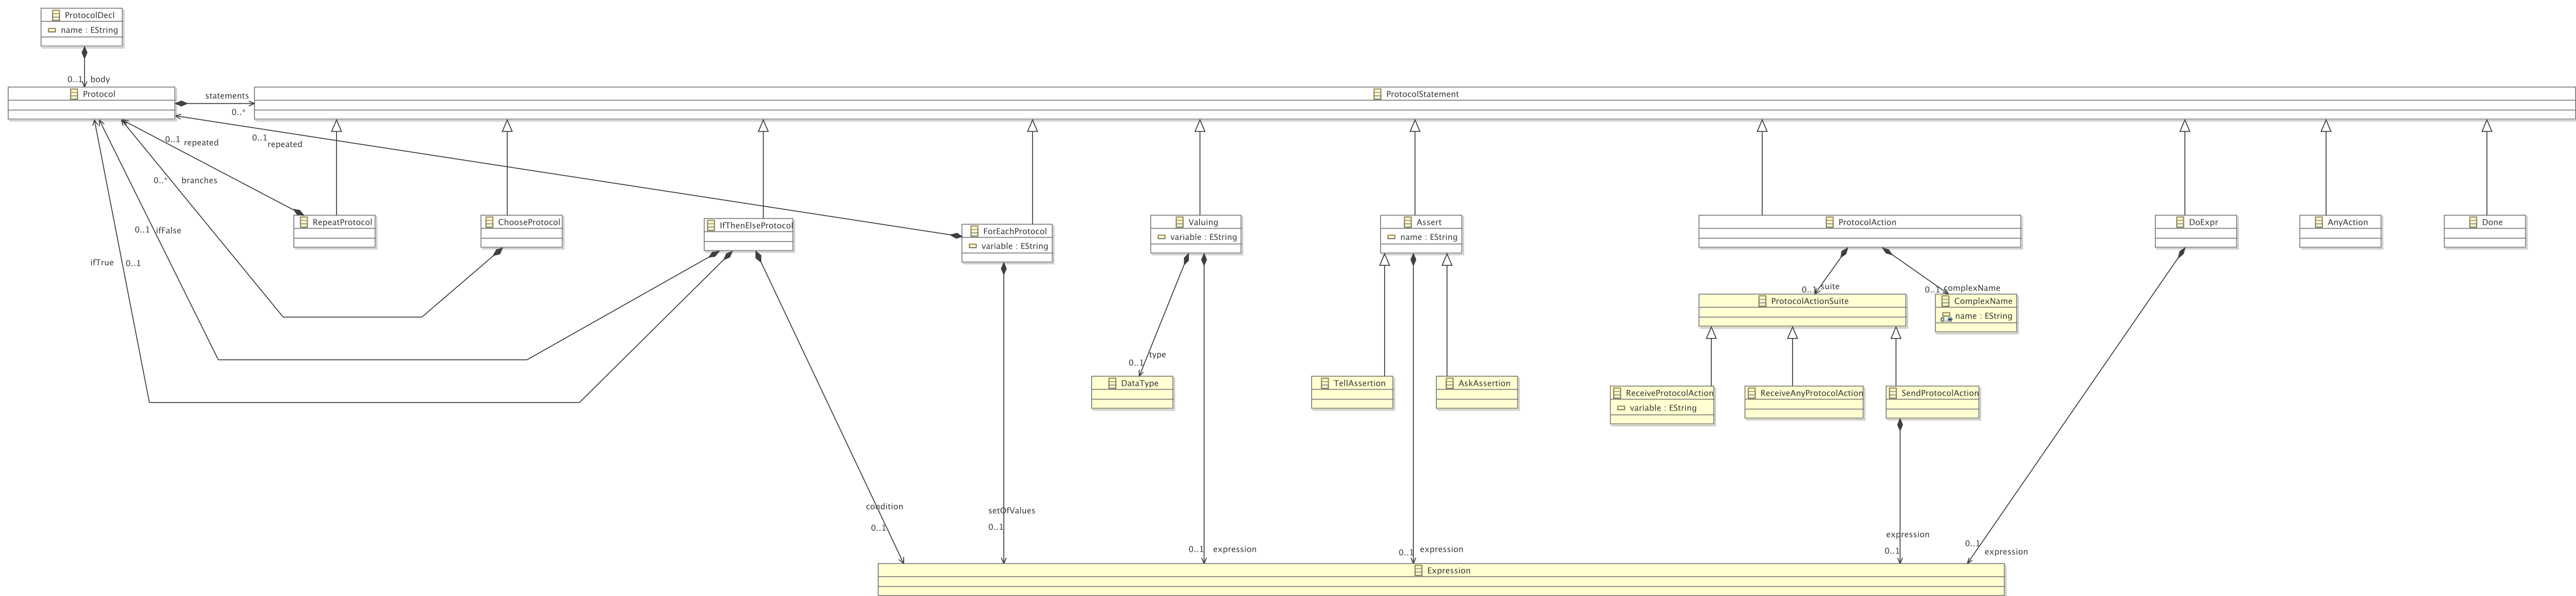 ProtocolDecl
name : EString
0..1 body
Protocol
statements
0..*
ProtocolStatement
0..1 repeated
0..1
repeated
0..* branches
0..1 ifFalse
ifTrue 0..1
RepeatProtocol
ChooseProtocol
IfThenElseProtocol
ForEachProtocol
variable : EString
Valuing
variable : EString
Assert
name : EString
ProtocolAction
DoExpr
AnyAction
Done
0..1 suite
0..1 complexName
ProtocolActionSuite
ComplexName
name : EString
type
0..1
DataType
TellAssertion
AskAssertion
ReceiveProtocolAction
variable : EString
ReceiveAnyProtocolAction
SendProtocolAction
condition
0..1
setOfValues
0..1
0..1 expression
0..1 expression
expression
0..1
0..1
expression
Expression